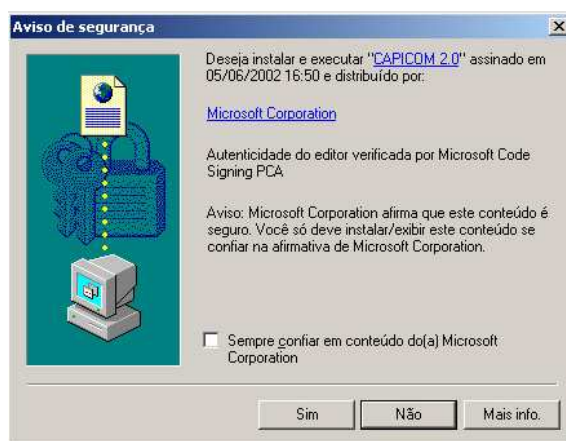 Aviso de segurança
Deseja instalar e executar "CAPICOM 2.0" assinado em
05/06/2002 16:50 e distribuído por:
Microsoft Corporation
Autenticidade do editor verificada por Microsoft Code
Signing PCA
Aviso: Microsoft Corporation afirma que este conteúdo é
seguro. Você só deve instalar/exibir este conteúdo se
confiar na afirmativa de Microsoft Corporation.
Sempre confiar em conteúdo do(a) Microsoft
Corporation
Sim Não Mais info.